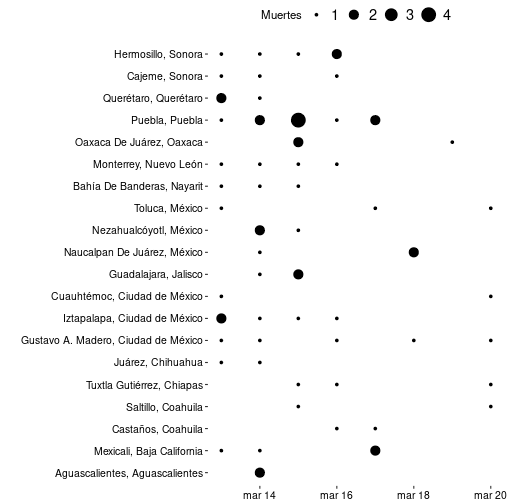 Muertes 1 2 3 4
Hermosillo, Sonora
Cajeme, Sonora
Querétaro, Querétaro
Puebla, Puebla
Oaxaca De Juárez, Oaxaca
Monterrey, Nuevo León
Bahía De Banderas, Nayarit
Toluca, México
Nezahualcóyotl, México
Naucalpan De Juárez, México
Guadalajara, Jalisco
Cuauhtémoc, Ciudad de México
Iztapalapa, Ciudad de México
Gustavo A. Madero, Ciudad de México
Juárez, Chihuahua
Tuxtla Gutiérrez, Chiapas
Saltillo, Coahuila
Castaños, Coahuila
Mexicali, Baja California
Aguascalientes, Aguascalientes
mar 14 mar 16 mar 18 mar 20